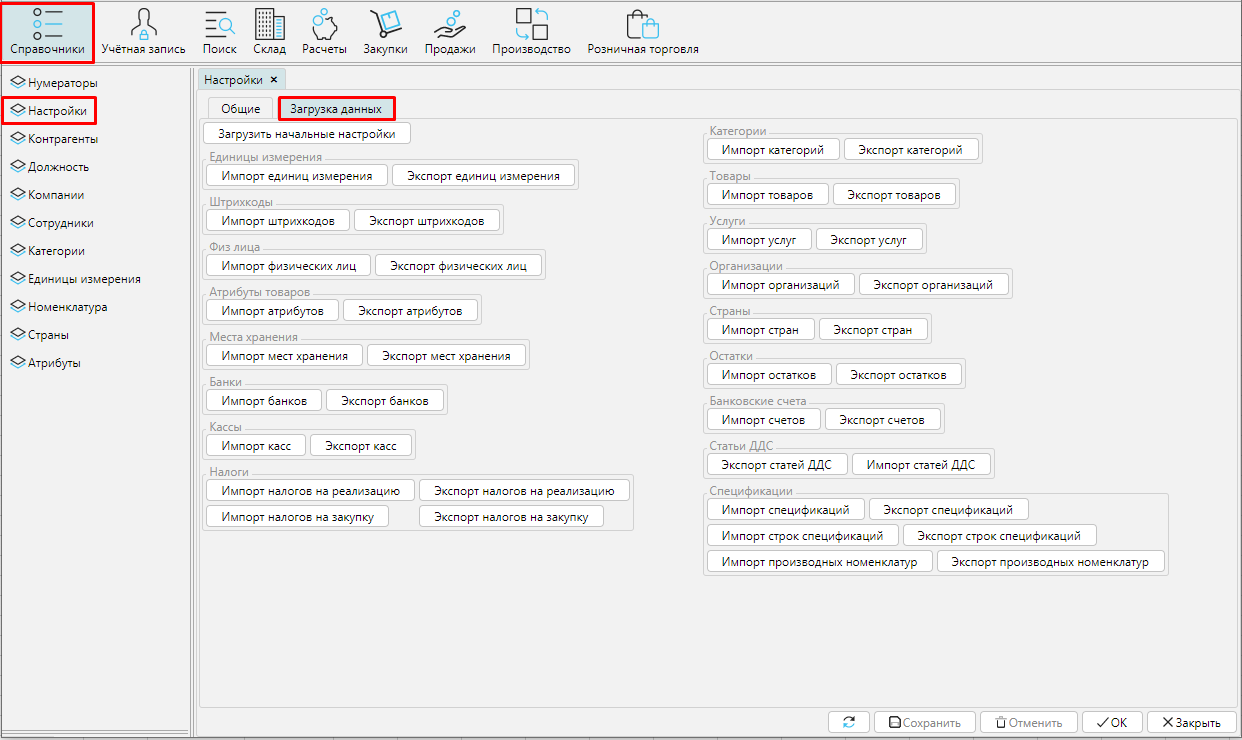 Справочники
Учётная запись
Поиск
Склад
Расчеты
Закупки
Продажи
Производство
Розничная торговля
Нумераторы
Настройки
Контрагенты
Должность
Компании
Сотрудники
Категории
Единицы измерения
Номенклатура
Страны
Атрибуты
Настройки
Общие
Загрузка данных
Загрузить начальные настройки
Единицы измерения
Импорт единиц измерения
Экспорт единиц измерения
Штрихкоды
Импорт штрихкодов
Экспорт штрихкодов
Физ лица
Импорт физических лиц
Экспорт физических лиц
Атрибуты товаров
Импорт атрибутов
Экспорт атрибутов
Места хранения
Импорт мест хранения
Экспорт мест хранения
Банки
Импорт банков
Экспорт банков
Кассы
Импорт касс
Экспорт касс
Налоги
Импорт налогов на реализацию
Экспорт налогов на реализацию
Импорт налогов на закупку
Экспорт налогов на закупку
Категории
Импорт категорий
Экспорт категорий
Товары
Импорт товаров
Экспорт товаров
Услуги
Импорт услуг
Экспорт услуг
Организации
Импорт организаций
Экспорт организаций
Страны
Импорт стран
Экспорт стран
Остатки
Импорт остатков
Экспорт остатков
Банковские счета
Импорт счетов
Экспорт счетов
Статьи ДДС
Экспорт статей ДДС
Импорт статей ДДС
Спецификации
Импорт спецификаций
Экспорт спецификаций
Импорт строк спецификаций
Экспорт строк спецификаций
Импорт производных номенклатур
Экспорт производных номенклатур
Сохранить
Отменить
OK
Закрыть